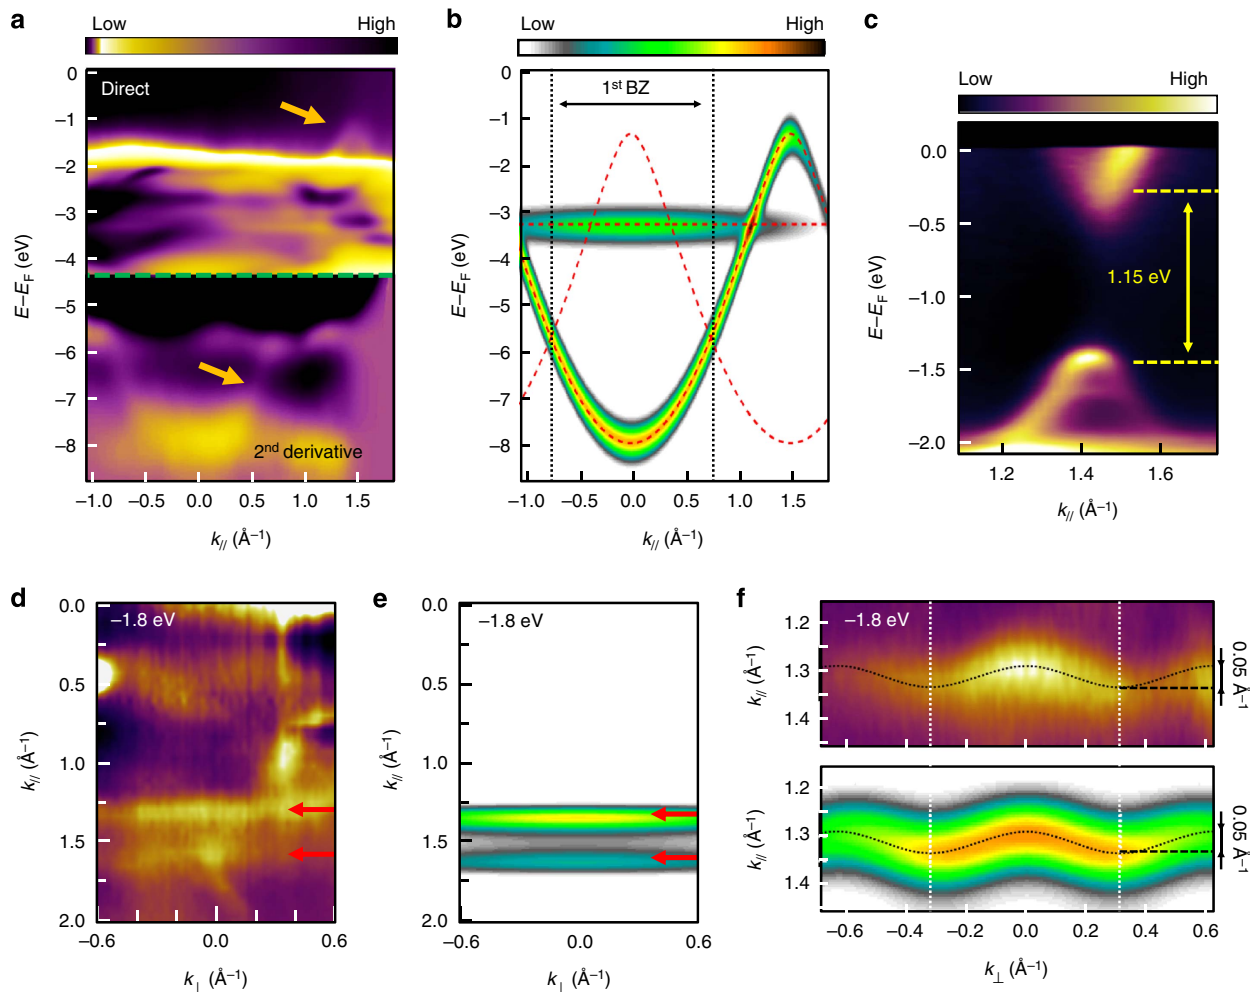 a
Low High
Direct
0
−1
−2
−3
−4
−5
−6
−7
−8
E−E_F (eV)
2nd derivative
−1.0 −0.5 0.0 0.5 1.0 1.5
k// (Å−1)
b
Low High
1st BZ
0
−1
−2
−3
−4
−5
−6
−7
−8
E−E_F (eV)
−1.0 −0.5 0.0 0.5 1.0 1.5
k// (Å−1)
c
Low High
0.0
−0.5
−1.0
−1.5
−2.0
E−E_F (eV)
1.15 eV
1.2 1.4 1.6
k// (Å−1)
d
−1.8 eV
0.0
0.5
1.0
1.5
2.0
k// (Å−1)
−0.6 0.0 0.6
k⊥ (Å−1)
e
−1.8 eV
0.0
0.5
1.0
1.5
2.0
k// (Å−1)
−0.6 0.0 0.6
k⊥ (Å−1)
f
−1.8 eV
1.2
1.3
1.4
k// (Å−1)
0.05 Å−1
1.2
1.3
1.4
k// (Å−1)
0.05 Å−1
−0.6 −0.4 −0.2 0.0 0.2 0.4 0.6
k⊥ (Å−1)